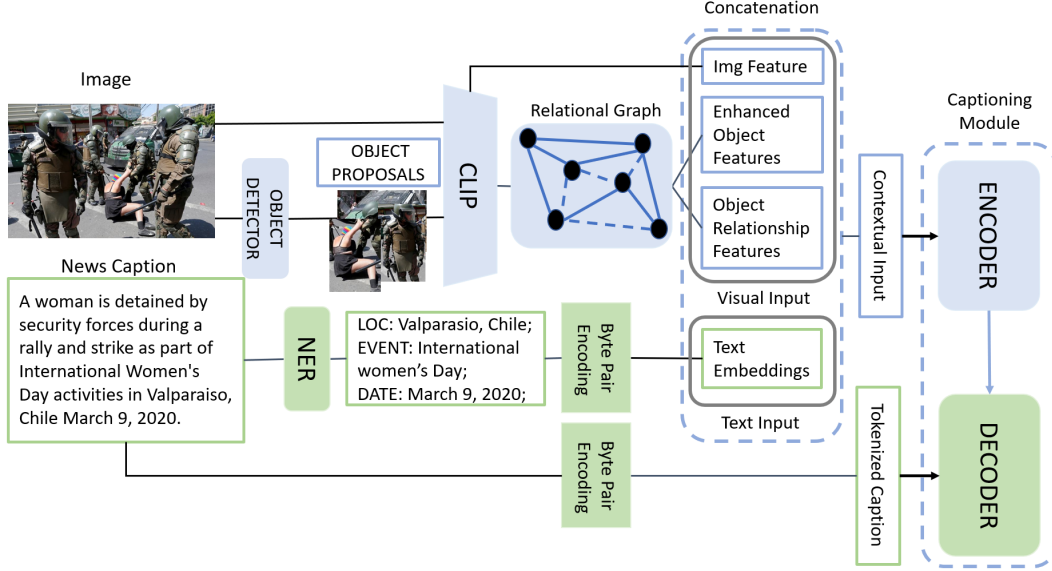 Concatenation
Image
Img Feature
Relational Graph
Enhanced
Object
Features
Captioning
Module
OBJECT
PROPOSALS
CLIP
OBJECT
DETECTOR
Object
Relationship
Features
Contextual Input
ENCODER
News Caption
Visual Input
A woman is detained by
security forces during a
rally and strike as part of
International Women's
Day activities in Valparaiso,
Chile March 9, 2020.
NER
LOC: Valparasio, Chile;
EVENT: International
women's Day;
DATE: March 9, 2020;
Byte Pair
Encoding
Text
Embeddings
Text Input
Byte Pair
Encoding
Tokenized Caption
DECODER